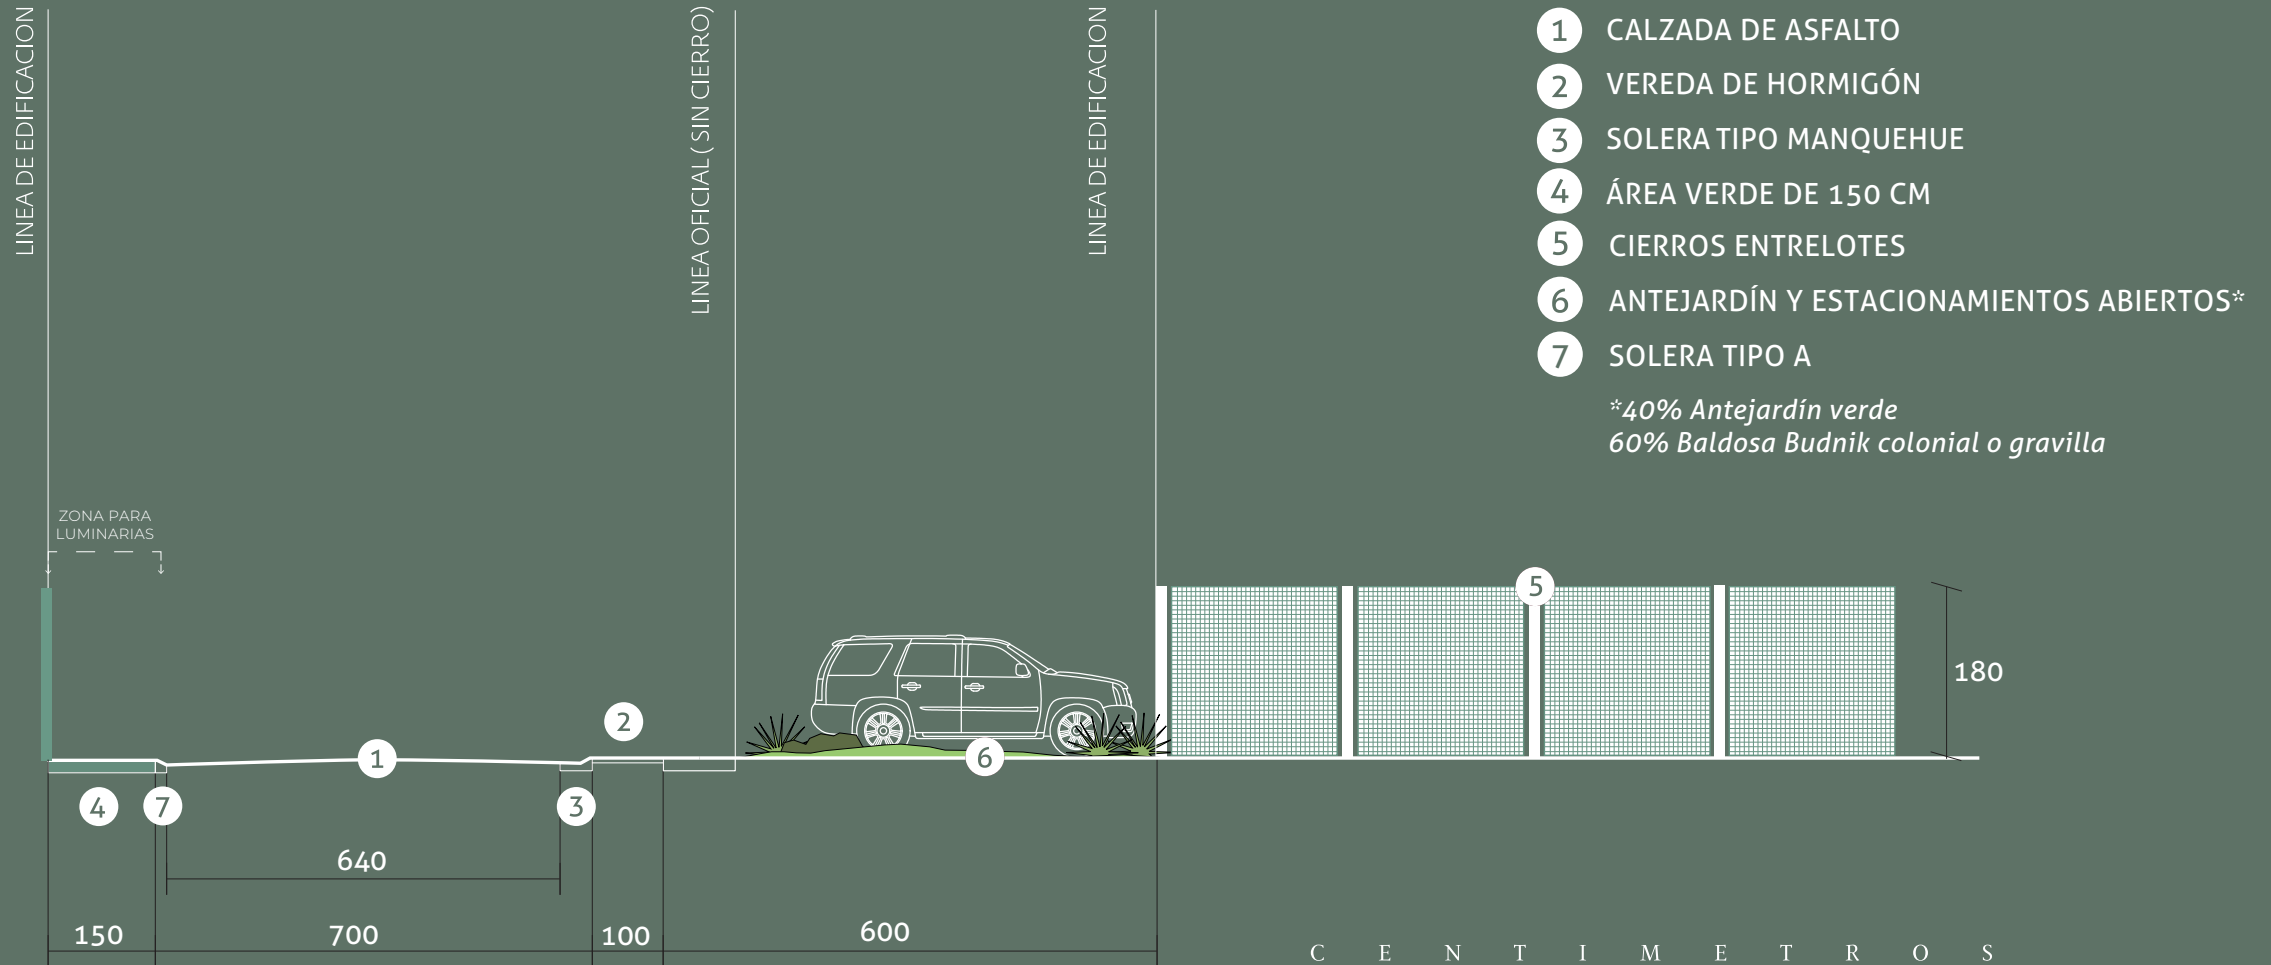 LINEA DE EDIFICACION
LINEA OFICIAL ( SIN CIERRO)
LINEA DE EDIFICACION
1 CALZADA DE ASFALTO
2 VEREDA DE HORMIGÓN
3 SOLERA TIPO MANQUEHUE
4 ÁREA VERDE DE 150 CM
5 CIERROS ENTRELOTES
6 ANTEJARDÍN Y ESTACIONAMIENTOS ABIERTOS*
7 SOLERA TIPO A
*40% Antejardín verde
60% Baldosa Budnik colonial o gravilla
ZONA PARA
LUMINARIAS
5
180
2
1
6
4
7
3
640
150
700
100
600
CENTIMETROS